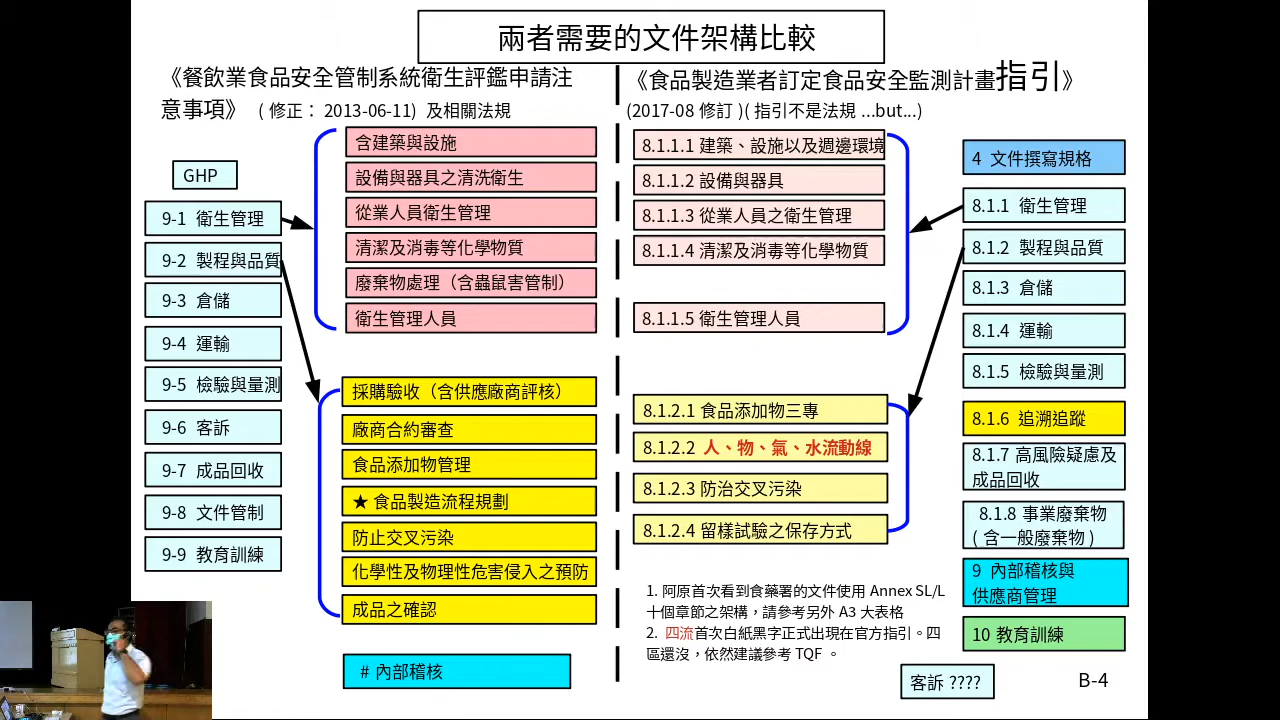 兩者需要的文件架構比較
《餐飲業食品安全管制系統衛生評鑑申請注
意事項》 ( 修正： 2013-06-11) 及相關法規
GHP
9-1 衛生管理
9-2 製程與品質
9-3 倉儲
9-4 運輸
9-5 檢驗與量測
9-6 客訴
9-7 成品回收
9-8 文件管制
9-9 教育訓練
含建築與設施
設備與器具之清洗衛生
從業人員衛生管理
清潔及消毒等化學物質
廢棄物處理（含蟲鼠害管制）
衛生管理人員
採購驗收（含供應廠商評核）
廠商合約審查
食品添加物管理
★ 食品製造流程規劃
防止交叉污染
化學性及物理性危害侵入之預防
成品之確認
# 內部稽核
《食品製造業者訂定食品安全監測計畫指引》
(2017-08 修訂 )( 指引不是法規 ...but...)
8.1.1.1 建築、設施以及週邊環境
8.1.1.2 設備與器具
8.1.1.3 從業人員之衛生管理
8.1.1.4 清潔及消毒等化學物質
8.1.1.5 衛生管理人員
8.1.2.1 食品添加物三專
8.1.2.2 人、物、氣、水流動線
8.1.2.3 防治交叉污染
8.1.2.4 留樣試驗之保存方式
1. 阿原首次看到食藥署的文件使用 Annex SL/L
十個章節之架構，請參考另外 A3 大表格
2. 四流首次白紙黑字正式出現在官方指引。四
區還沒，依然建議參考 TQF 。
4 文件撰寫規格
8.1.1 衛生管理
8.1.2 製程與品質
8.1.3 倉儲
8.1.4 運輸
8.1.5 檢驗與量測
8.1.6 追溯追蹤
8.1.7 高風險疑慮及
成品回收
8.1.8 事業廢棄物
( 含一般廢棄物 )
9 內部稽核與
供應商管理
10 教育訓練
客訴 ????
B-4